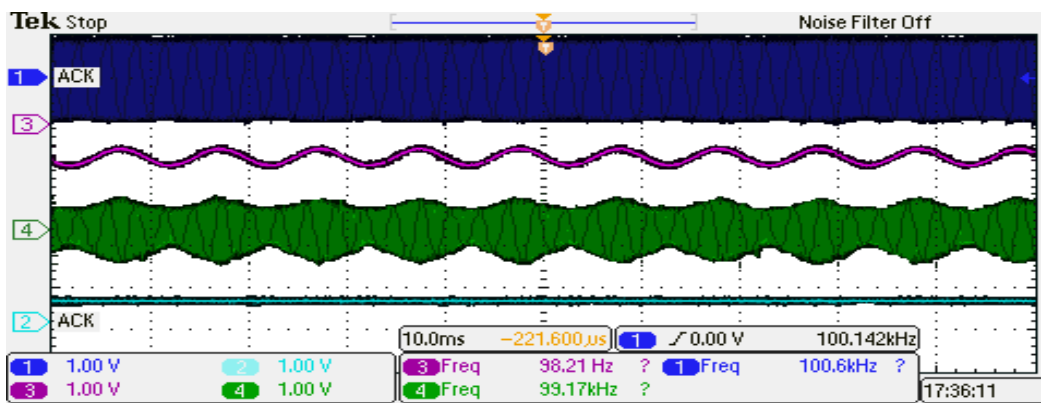 Tek Stop Noise Filter Off
T
T
1 ACK
3
4
2 ACK
10.0ms -221.600µs 1 / 0.00 V 100.142kHz
1 1.00 V 2 1.00 V 3 Freq 98.21 Hz ? 1 Freq 100.6kHz ?
3 1.00 V 4 1.00 V 4 Freq 99.17kHz ?
17:36:11